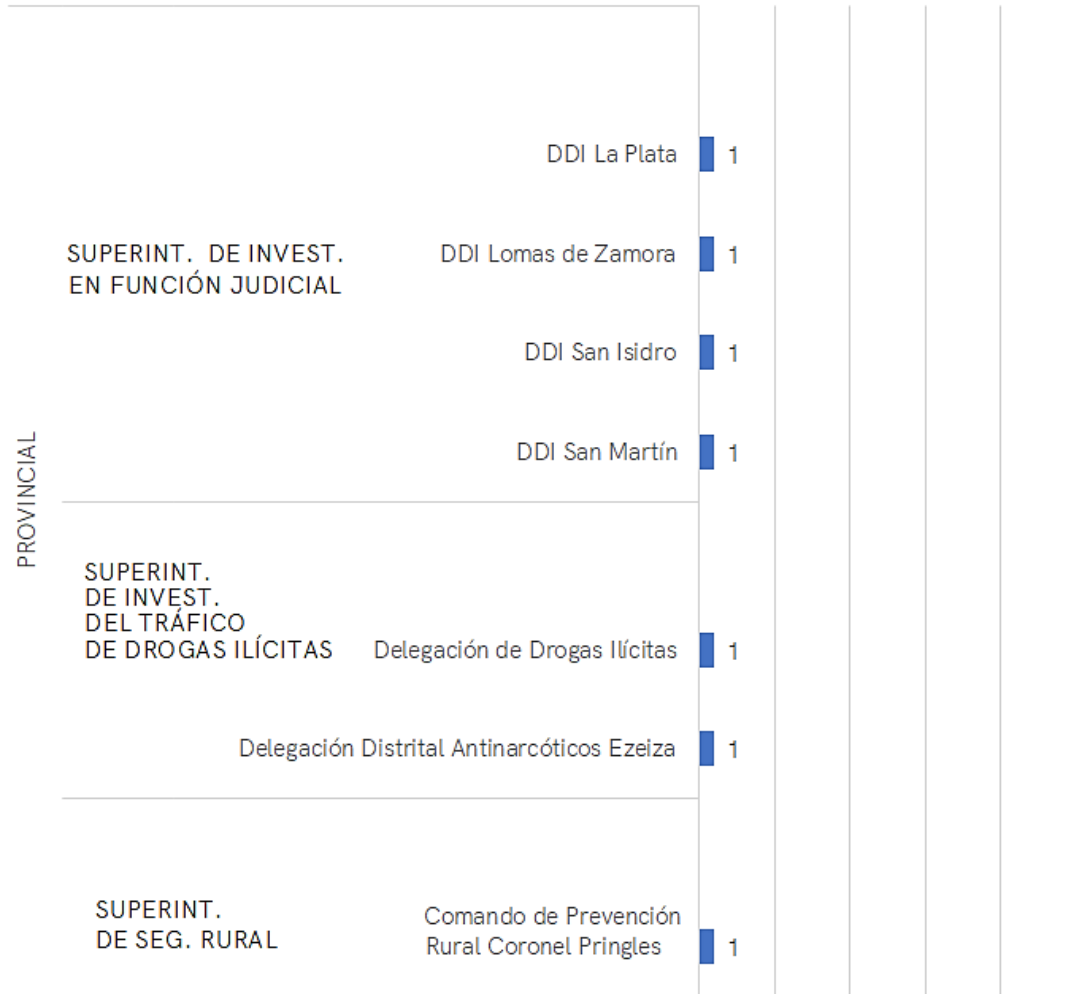 PROVINCIAL
SUPERINT. DE INVEST.
EN FUNCIÓN JUDICIAL
DDI La Plata 1
DDI Lomas de Zamora 1
DDI San Isidro 1
DDI San Martín 1
SUPERINT.
DE INVEST.
DEL TRÁFICO
DE DROGAS ILÍCITAS
Delegación de Drogas Ilícitas 1
Delegación Distrital Antinarcóticos Ezeiza 1
SUPERINT.
DE SEG. RURAL
Comando de Prevención
Rural Coronel Pringles 1